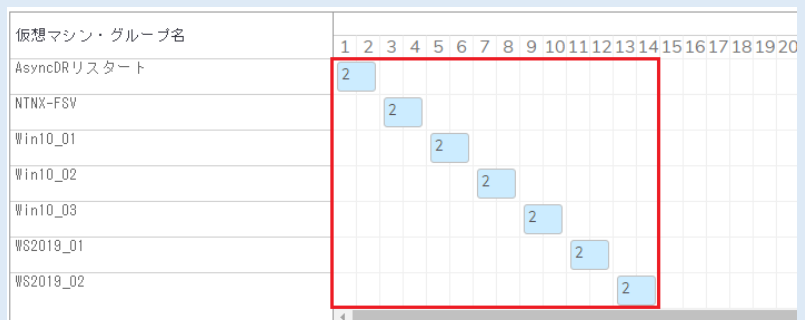 仮想マシン・グループ名
1 2 3 4 5 6 7 8 9 10 11 12 13 14 15 16 17 18 19 20
AsyncDRリスタート
2
NTNX-FSV
2
Win10_01
2
Win10_02
2
Win10_03
2
WS2019_01
2
WS2019_02
2